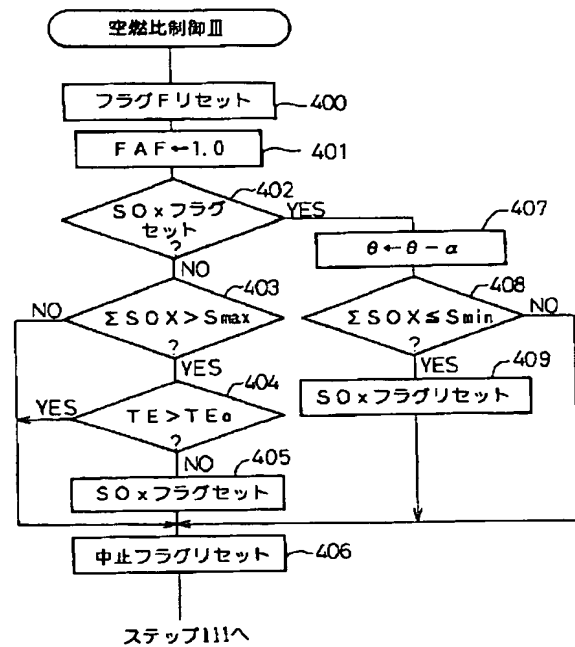 空燃比制御Ⅲ
フラグFリセット
400
FAF←1.0
401
SOxフラグ
セット
?
402
YES
NO
θ←θ-α
407
ΣSOX>Smax
?
403
NO
YES
ΣSOX≦Smin
?
408
NO
YES
TE>TEo
?
404
YES
NO
SOxフラグリセット
409
SOxフラグセット
405
中止フラグリセット
406
ステップ111へ